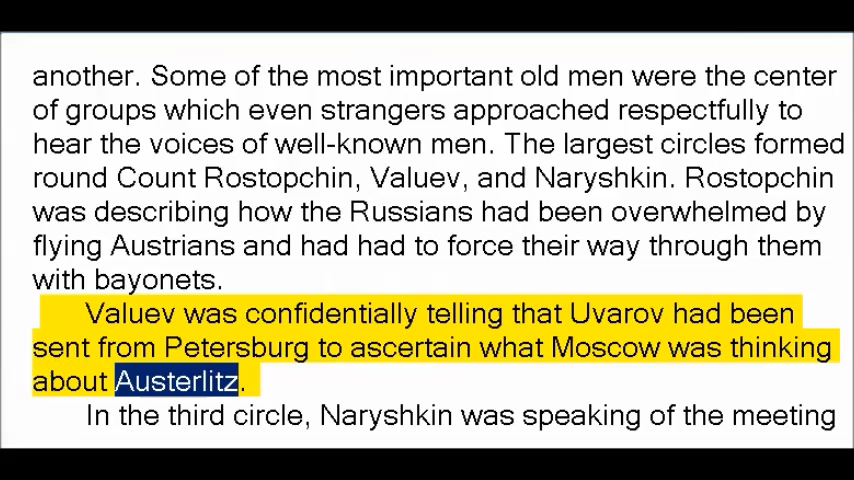 another. Some of the most important old men were the center
of groups which even strangers approached respectfully to
hear the voices of well-known men. The largest circles formed
round Count Rostopchin, Valuev, and Naryshkin. Rostopchin
was describing how the Russians had been overwhelmed by
flying Austrians and had had to force their way through them
with bayonets.
Valuev was confidentially telling that Uvarov had been
sent from Petersburg to ascertain what Moscow was thinking
about Austerlitz.
In the third circle, Naryshkin was speaking of the meeting